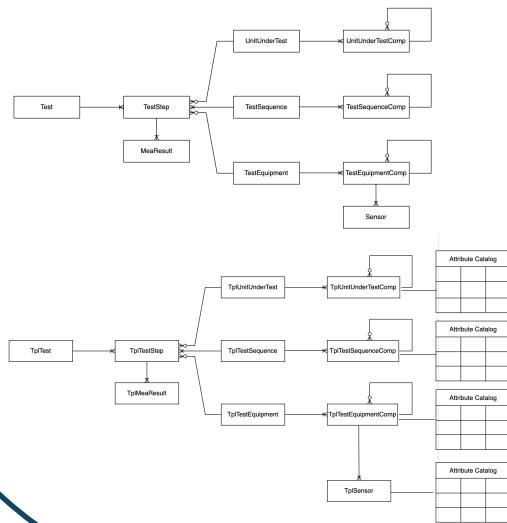 UnitUnderTest
UnitUnderTestComp
Test
TestStep
TestSequence
TestSequenceComp
MeaResult
TestEquipment
TestEquipmentComp
Sensor
Attribute Catalog
TplUnitUnderTest
TplUnitUnderTestComp
Attribute Catalog
TplTest
TplTestStep
TplTestSequence
TplTestSequenceComp
TplMeaResult
Attribute Catalog
TplTestEquipment
TplTestEquipmentComp
Attribute Catalog
TplSensor